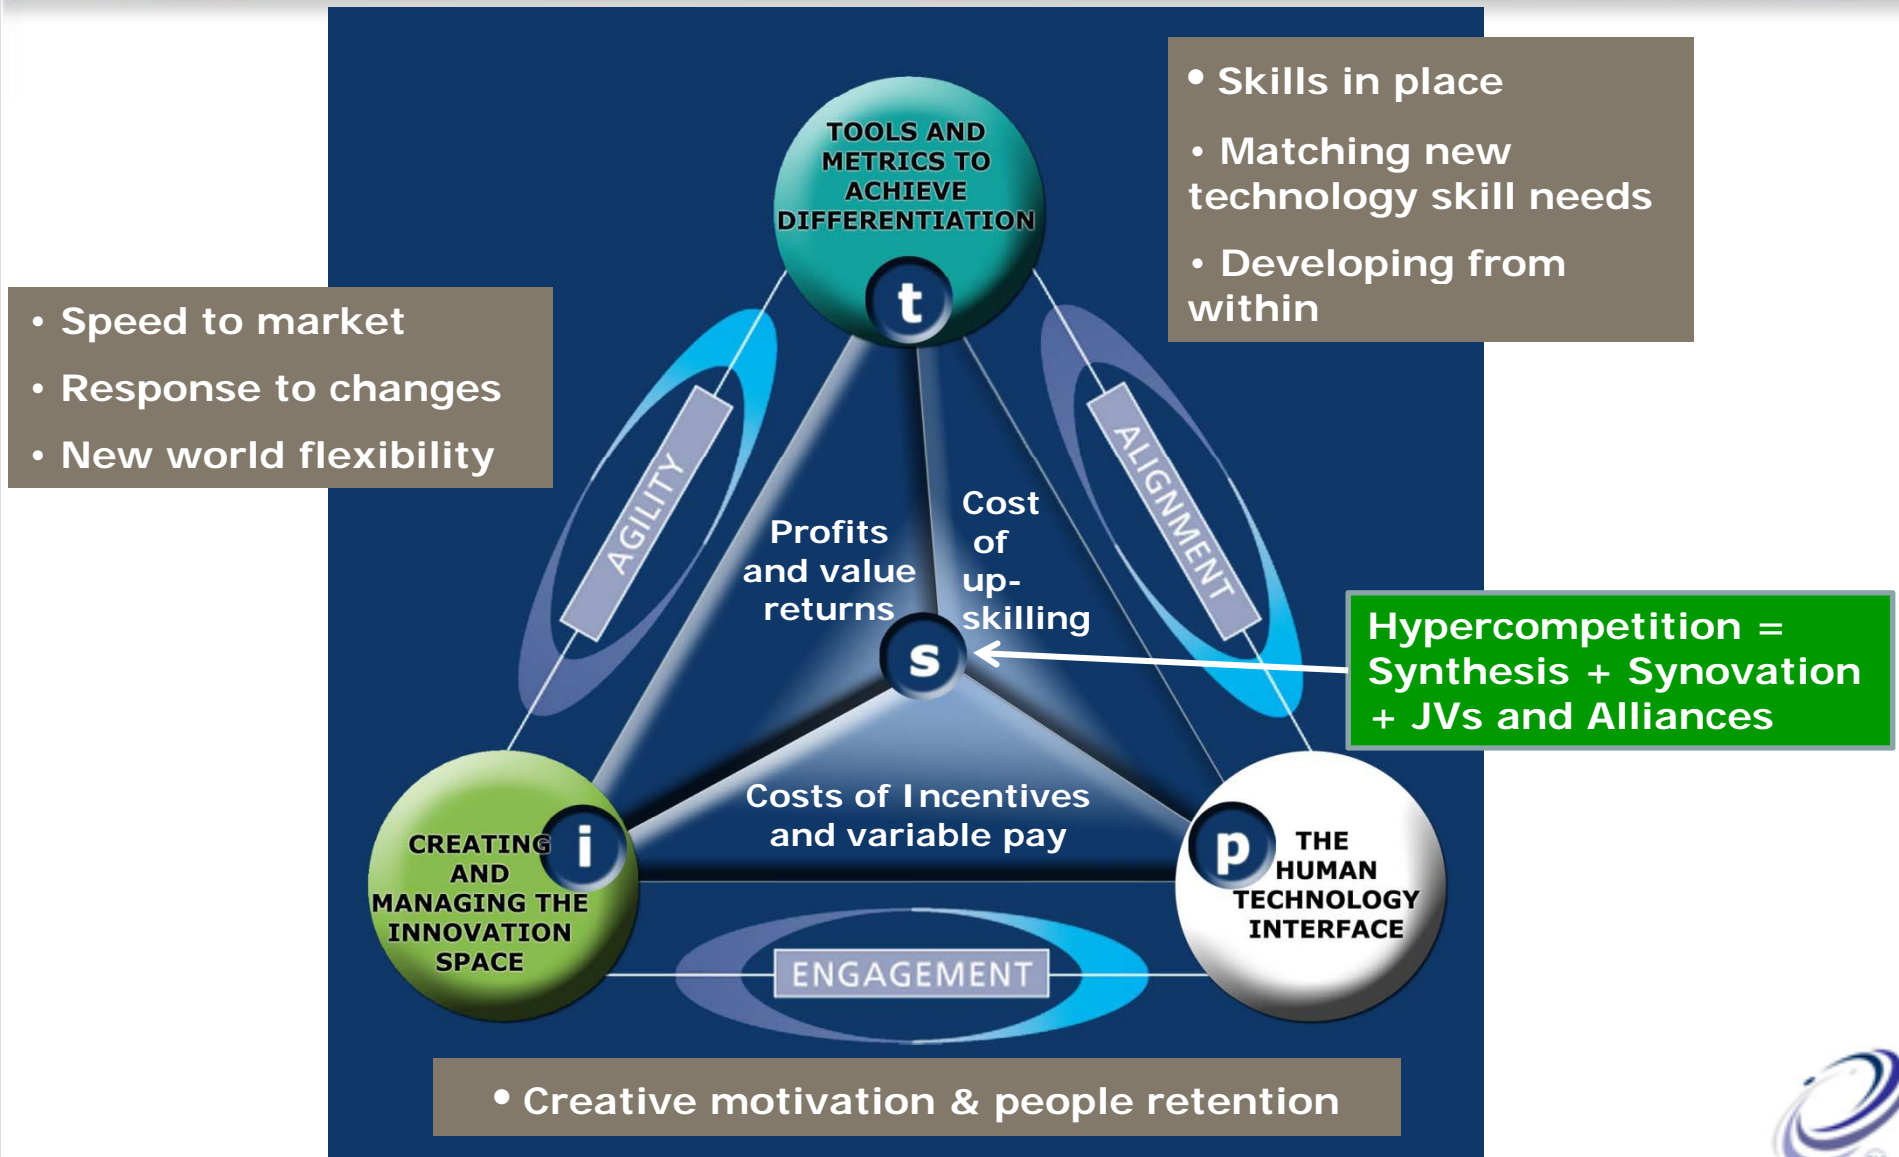 TOOLS AND
METRICS TO
ACHIEVE
DIFFERENTIATION
t
• Skills in place
• Matching new
technology skill needs
• Developing from
within
• Speed to market
• Response to changes
• New world flexibility
AGILITY
ALIGNMENT
Profits
and value
returns
Cost
of
up-
skilling
s
Hypercompetition =
Synthesis + Synovation
+ JVs and Alliances
Costs of Incentives
and variable pay
i
CREATING
AND
MANAGING THE
INNOVATION
SPACE
p
THE
HUMAN
TECHNOLOGY
INTERFACE
ENGAGEMENT
• Creative motivation & people retention